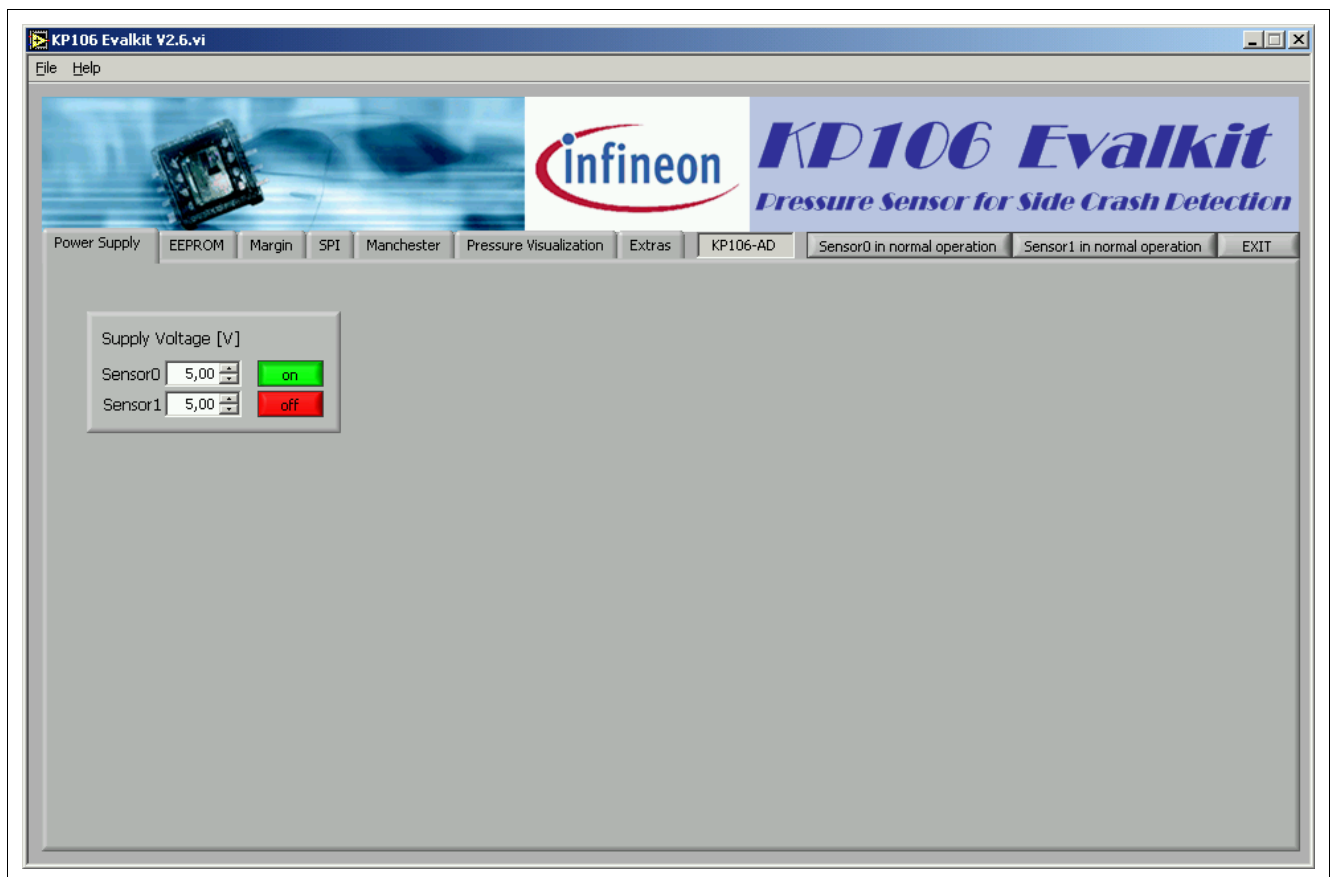 KP106 Evalkit V2.6.vi
File Help
infineon
KP106 Evalkit
Pressure Sensor for Side Crash Detection
Power Supply EEPROM Margin SPI Manchester Pressure Visualization Extras KP106-AD Sensor0 in normal operation Sensor1 in normal operation EXIT
Supply Voltage [V]
Sensor0 5,00 on
Sensor1 5,00 off